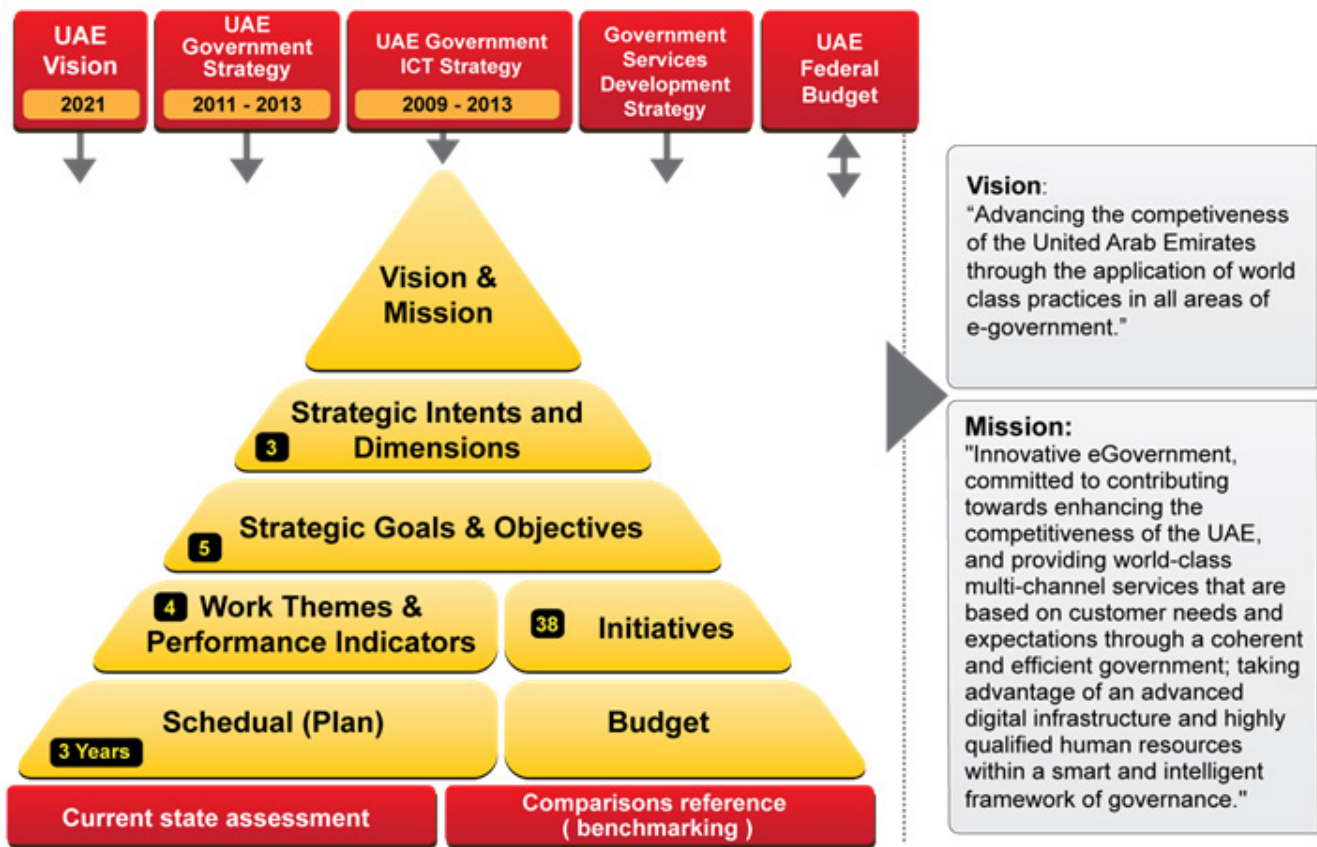 UAE
Vision
2021
UAE
Government
Strategy
2011 - 2013
UAE Government
ICT Strategy
2009 - 2013
Government
Services
Development
Strategy
UAE
Federal
Budget
Vision &
Mission
Strategic Intents and
Dimensions
3
Strategic Goals & Objectives
5
4
Work Themes &
Performance Indicators
38
Initiatives
Schedual (Plan)
3 Years
Budget
Current state assessment
Comparisons reference
( benchmarking )
Vision:
“Advancing the competiveness
of the United Arab Emirates
through the application of world
class practices in all areas of
e-government.”
Mission:
"Innovative eGovernment,
committed to contributing
towards enhancing the
competitiveness of the UAE,
and providing world-class
multi-channel services that are
based on customer needs and
expectations through a coherent
and efficient government; taking
advantage of an advanced
digital infrastructure and highly
qualified human resources
within a smart and intelligent
framework of governance."